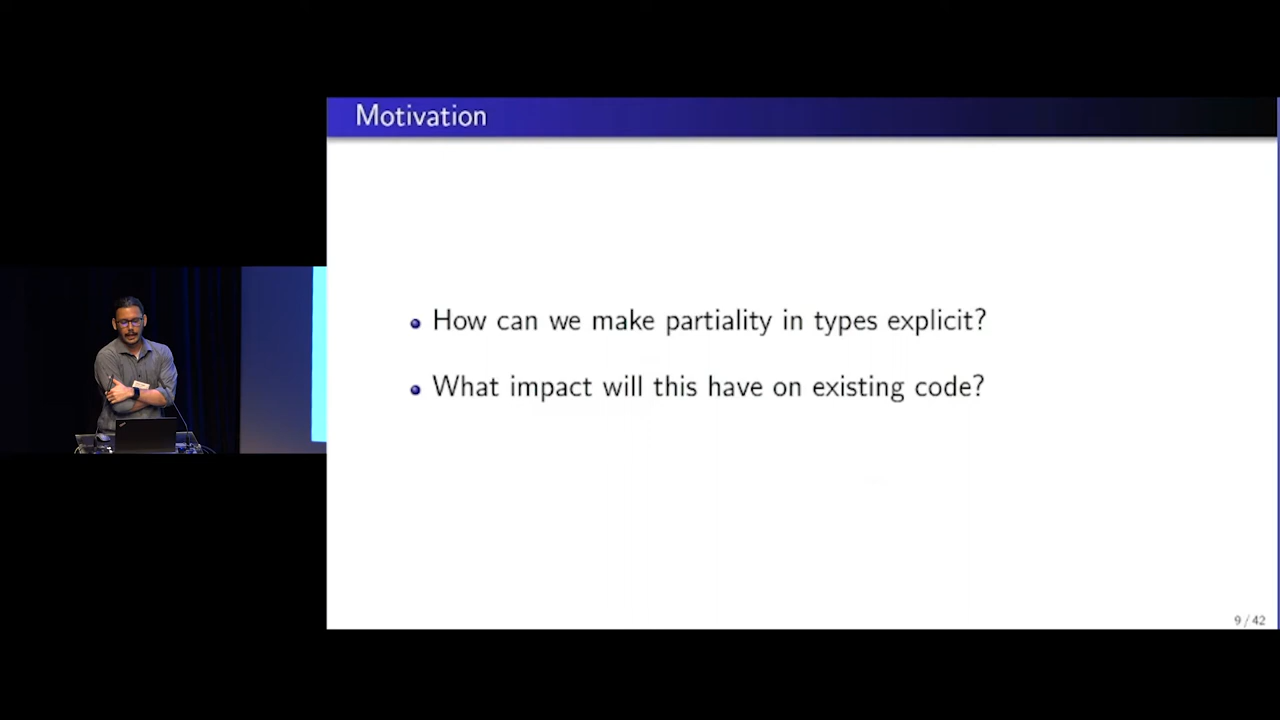 Motivation
How can we make partiality in types explicit?
What impact will this have on existing code?
9 / 42